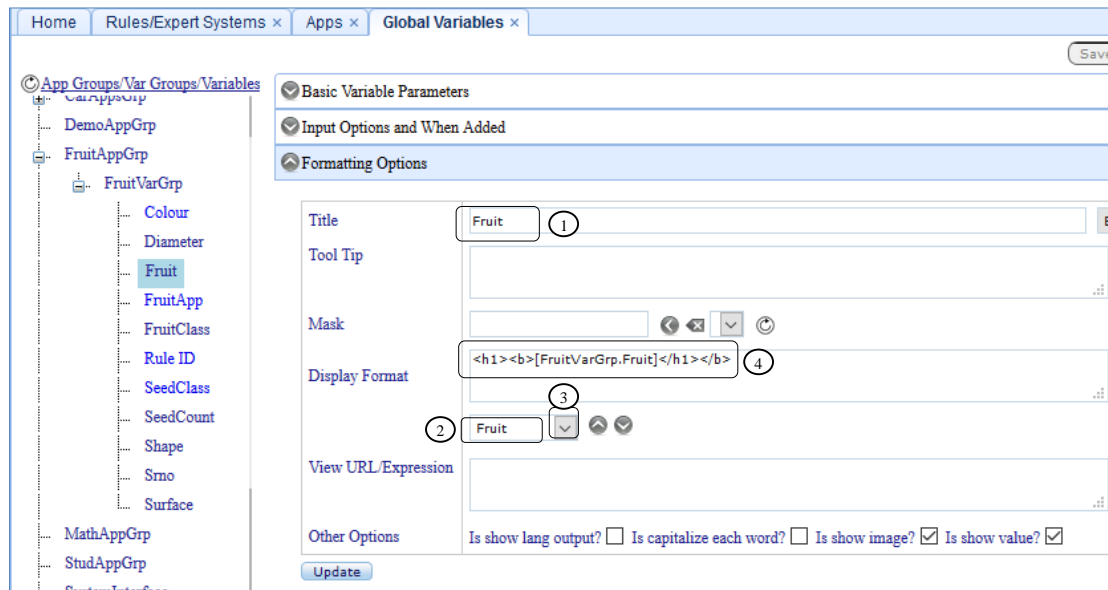 Home Rules/Expert Systems × Apps × Global Variables ×
Save
App Groups/Var Groups/Variables
CarAppsGrp
DemoAppGrp
FruitAppGrp
FruitVarGrp
Colour
Diameter
Fruit
FruitApp
FruitClass
Rule ID
SeedClass
SeedCount
Shape
Srno
Surface
MathAppGrp
StudAppGrp
Basic Variable Parameters
Input Options and When Added
Formatting Options
Title Fruit 1
Tool Tip
Mask
Display Format <h1><b>[FruitVarGrp.Fruit]</h1></b> 4
3
2 Fruit
View URL/Expression
Other Options Is show lang output? Is capitalize each word? Is show image? Is show value?
Update